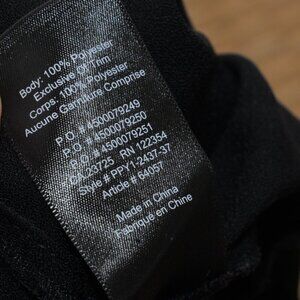 Body: 100% Polyester
Exclusive Of Trim
Corps: 100% Polyester
Aucune Garniture Comprise
P.O. # 4500079249
P.O. # 4500079250
P.O. # 4500079251
CA 23725 RN 122354
Style # PPY1-2437-37
Article # 64057
Made in China
Fabriqué en Chine